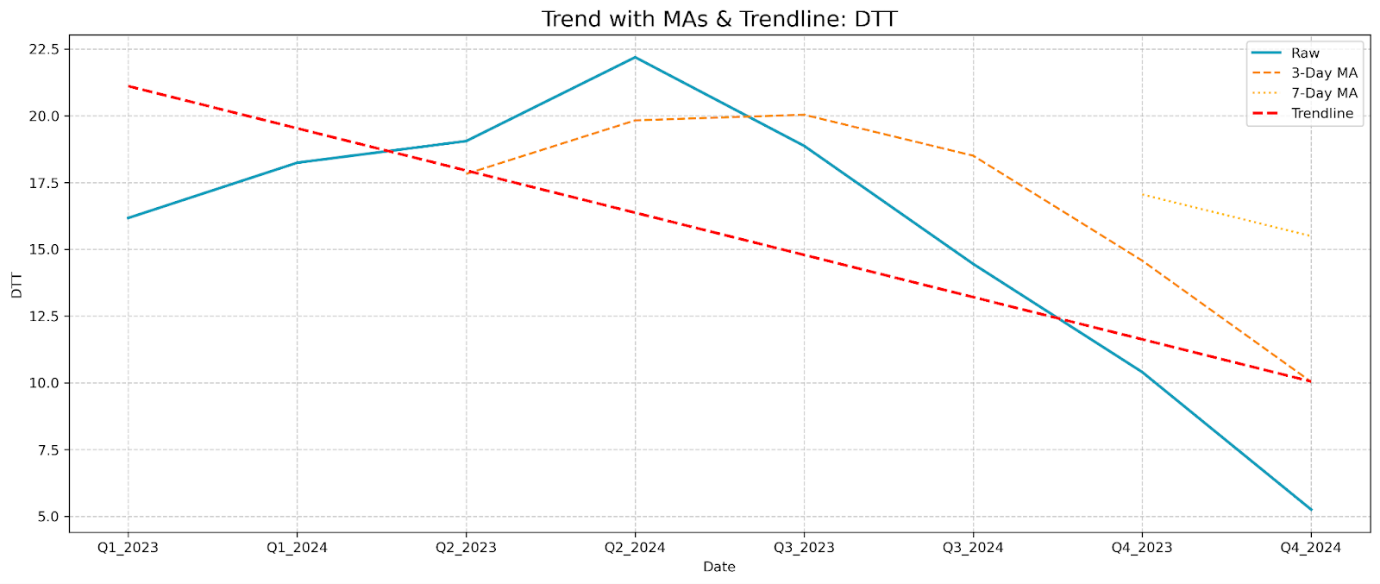 Trend with MAs & Trendline: DTT
22.5
20.0
17.5
15.0
12.5
10.0
7.5
5.0
DTT
Raw
3-Day MA
7-Day MA
Trendline
Q1_2023 Q1_2024 Q2_2023 Q2_2024 Q3_2023 Q3_2024 Q4_2023 Q4_2024
Date